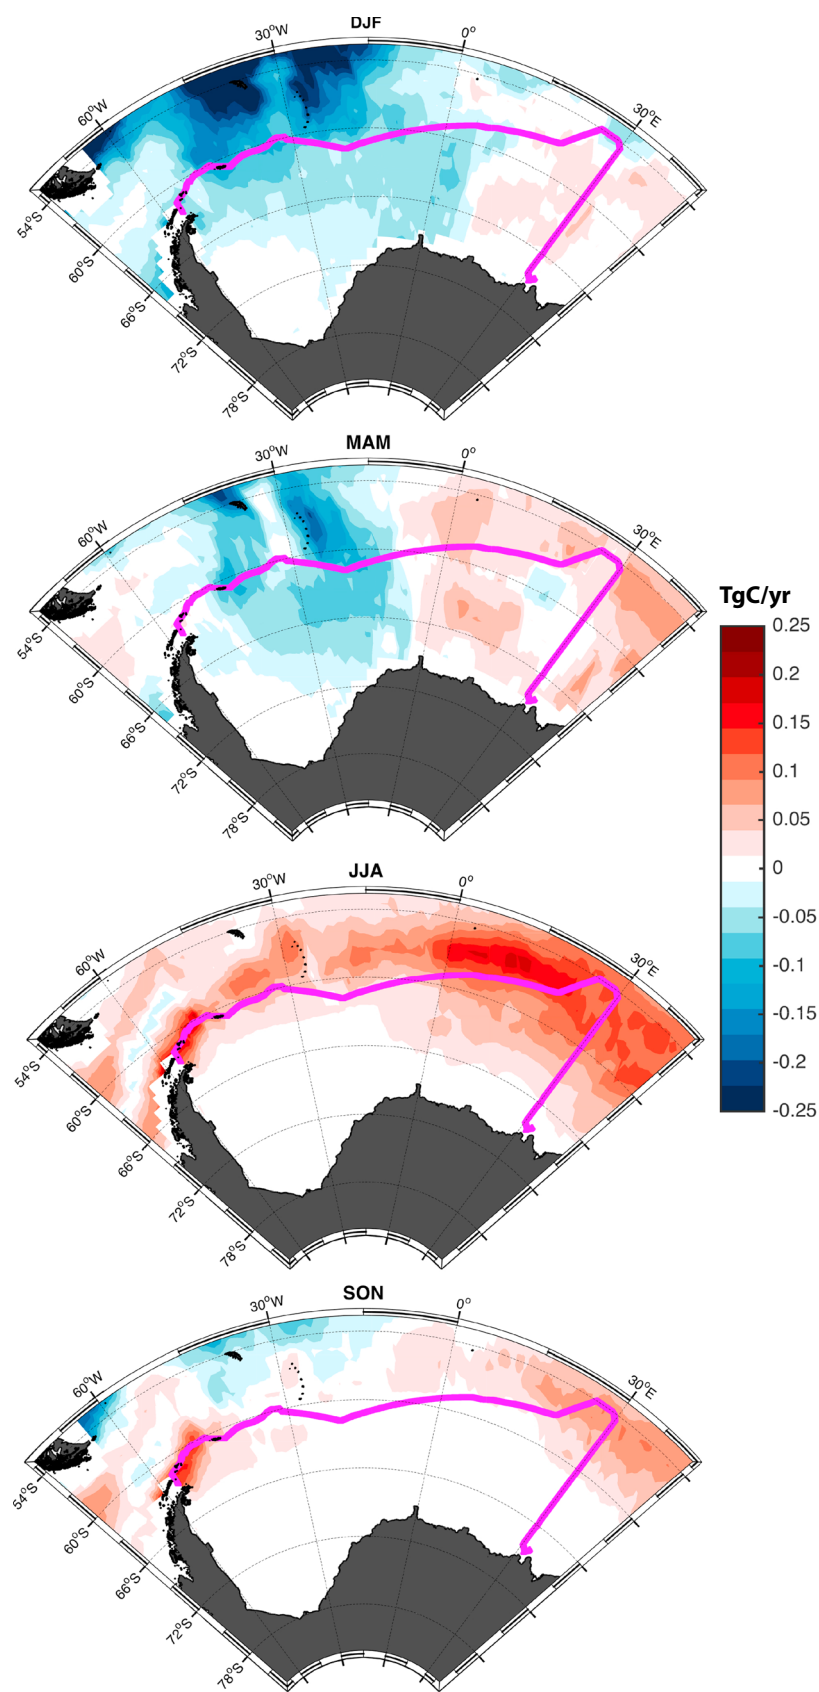 DJF
30°W
0°
60°W
30°E
54°S
60°S
66°S
72°S
78°S
MAM
30°W
0°
60°W
30°E
54°S
60°S
66°S
72°S
78°S
TgC/yr
0.25
0.2
0.15
0.1
0.05
0
-0.05
-0.1
-0.15
-0.2
-0.25
JJA
30°W
0°
60°W
30°E
54°S
60°S
66°S
72°S
78°S
SON
30°W
0°
60°W
30°E
54°S
60°S
66°S
72°S
78°S